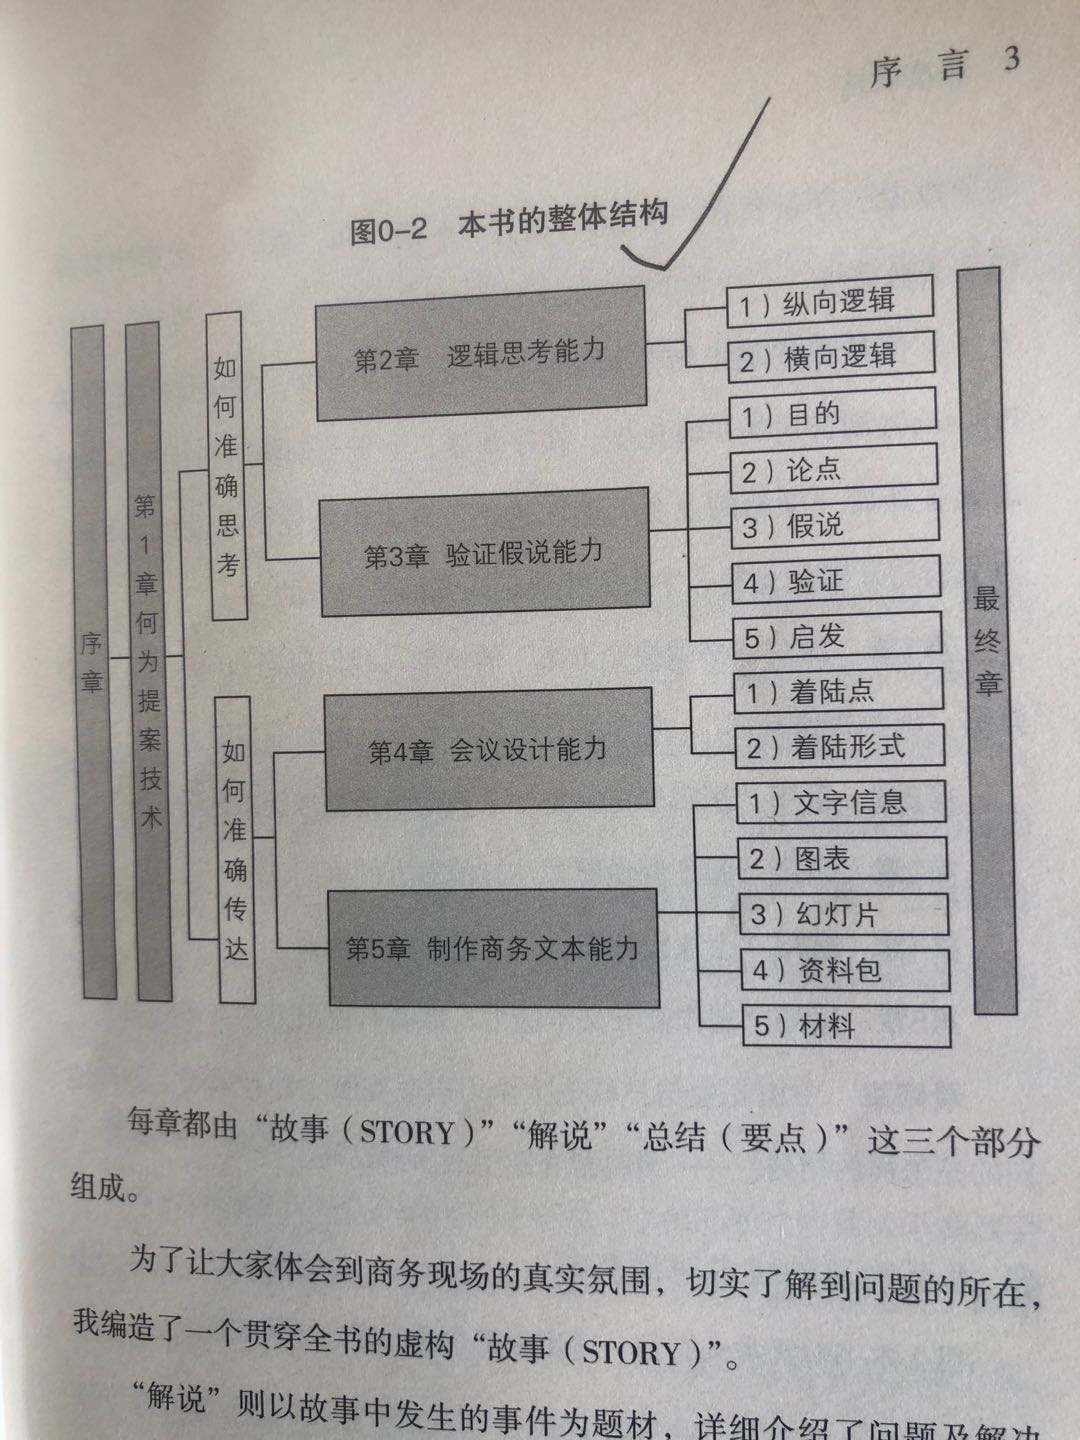 序 言 3
图0-2 本书的整体结构
序章
第1章何为提案技术
如何准确思考
第2章 逻辑思考能力
1）纵向逻辑
2）横向逻辑
第3章 验证假说能力
1）目的
2）论点
3）假说
4）验证
5）启发
如何准确传达
第4章 会议设计能力
1）着陆点
2）着陆形式
第5章 制作商务文本能力
1）文字信息
2）图表
3）幻灯片
4）资料包
5）材料
最终章
每章都由“故事（STORY）”“解说”“总结（要点）”这三个部分
组成。
为了让大家体会到商务现场的真实氛围，切实了解到问题的所在，
我编造了一个贯穿全书的虚构“故事（STORY）”。
“解说”则以故事中发生的事件为题材，详细介绍了问题及解决